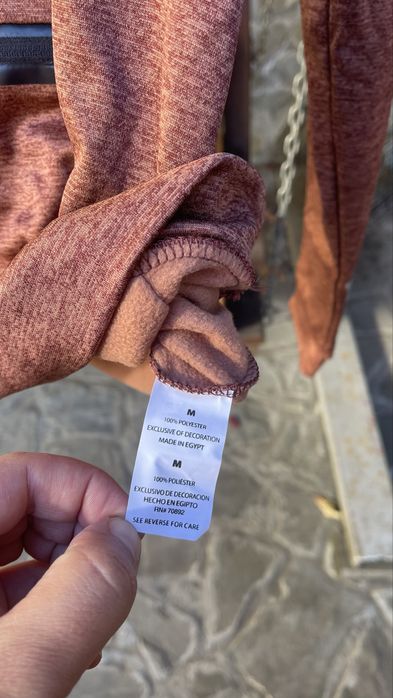 M
100% POLYESTER
EXCLUSIVE OF DECORATION
MADE IN EGYPT
M
100% POLIÉSTER
EXCLUSIVO DE DECORACIÓN
HECHO EN EGIPTO
FIN# 70892
SEE REVERSE FOR CARE